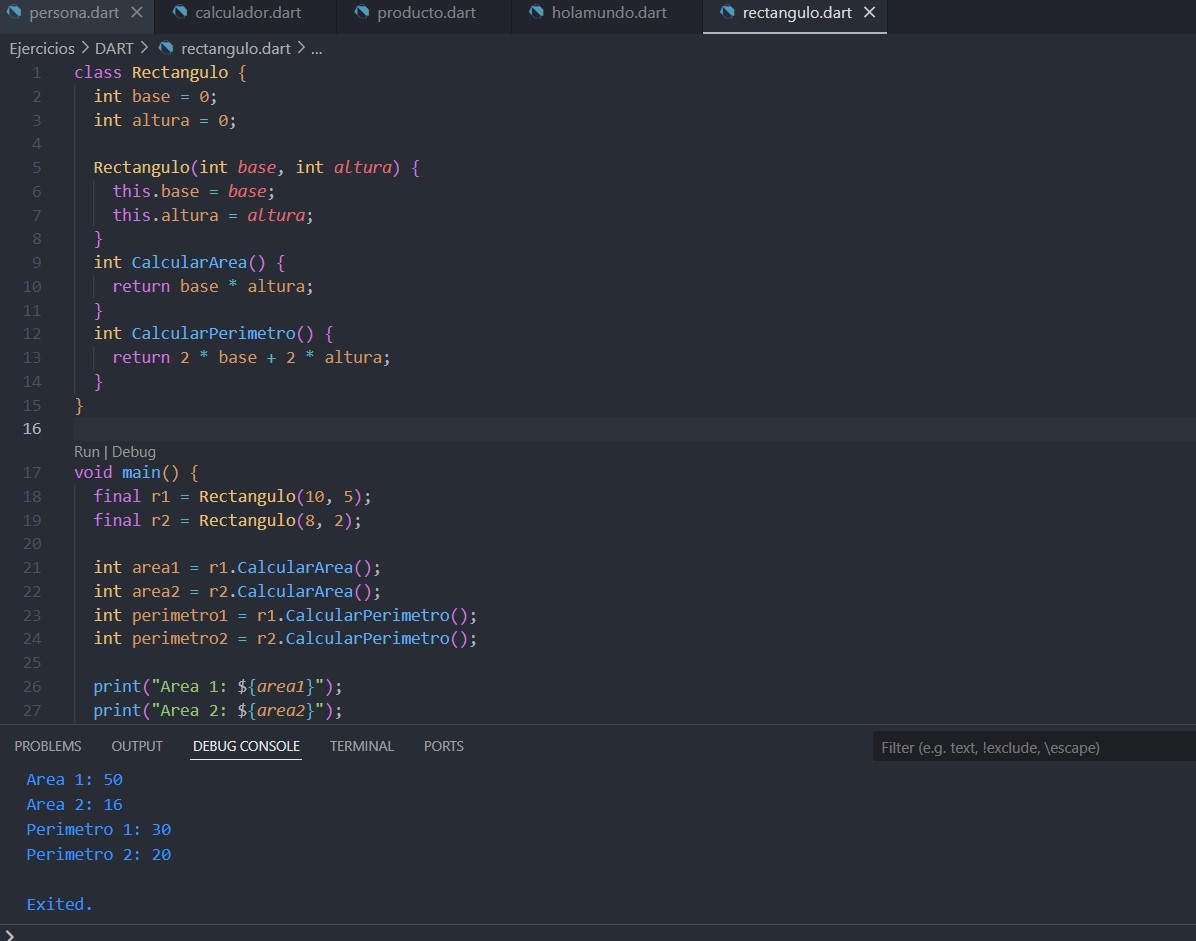 persona.dart calculador.dart producto.dart holamundo.dart rectangulo.dart
Ejercicios > DART > rectangulo.dart > ...
1 class Rectangulo {
2   int base = 0;
3   int altura = 0;
4
5   Rectangulo(int base, int altura) {
6     this.base = base;
7     this.altura = altura;
8   }
9   int CalcularArea() {
10     return base * altura;
11   }
12   int CalcularPerimetro() {
13     return 2 * base + 2 * altura;
14   }
15 }
16
Run | Debug
17 void main() {
18   final r1 = Rectangulo(10, 5);
19   final r2 = Rectangulo(8, 2);
20
21   int area1 = r1.CalcularArea();
22   int area2 = r2.CalcularArea();
23   int perimetro1 = r1.CalcularPerimetro();
24   int perimetro2 = r2.CalcularPerimetro();
25
26   print("Area 1: ${area1}");
27   print("Area 2: ${area2}");
PROBLEMS OUTPUT DEBUG CONSOLE TERMINAL PORTS Filter (e.g. text, !exclude, \escape)
Area 1: 50
Area 2: 16
Perimetro 1: 30
Perimetro 2: 20
Exited.